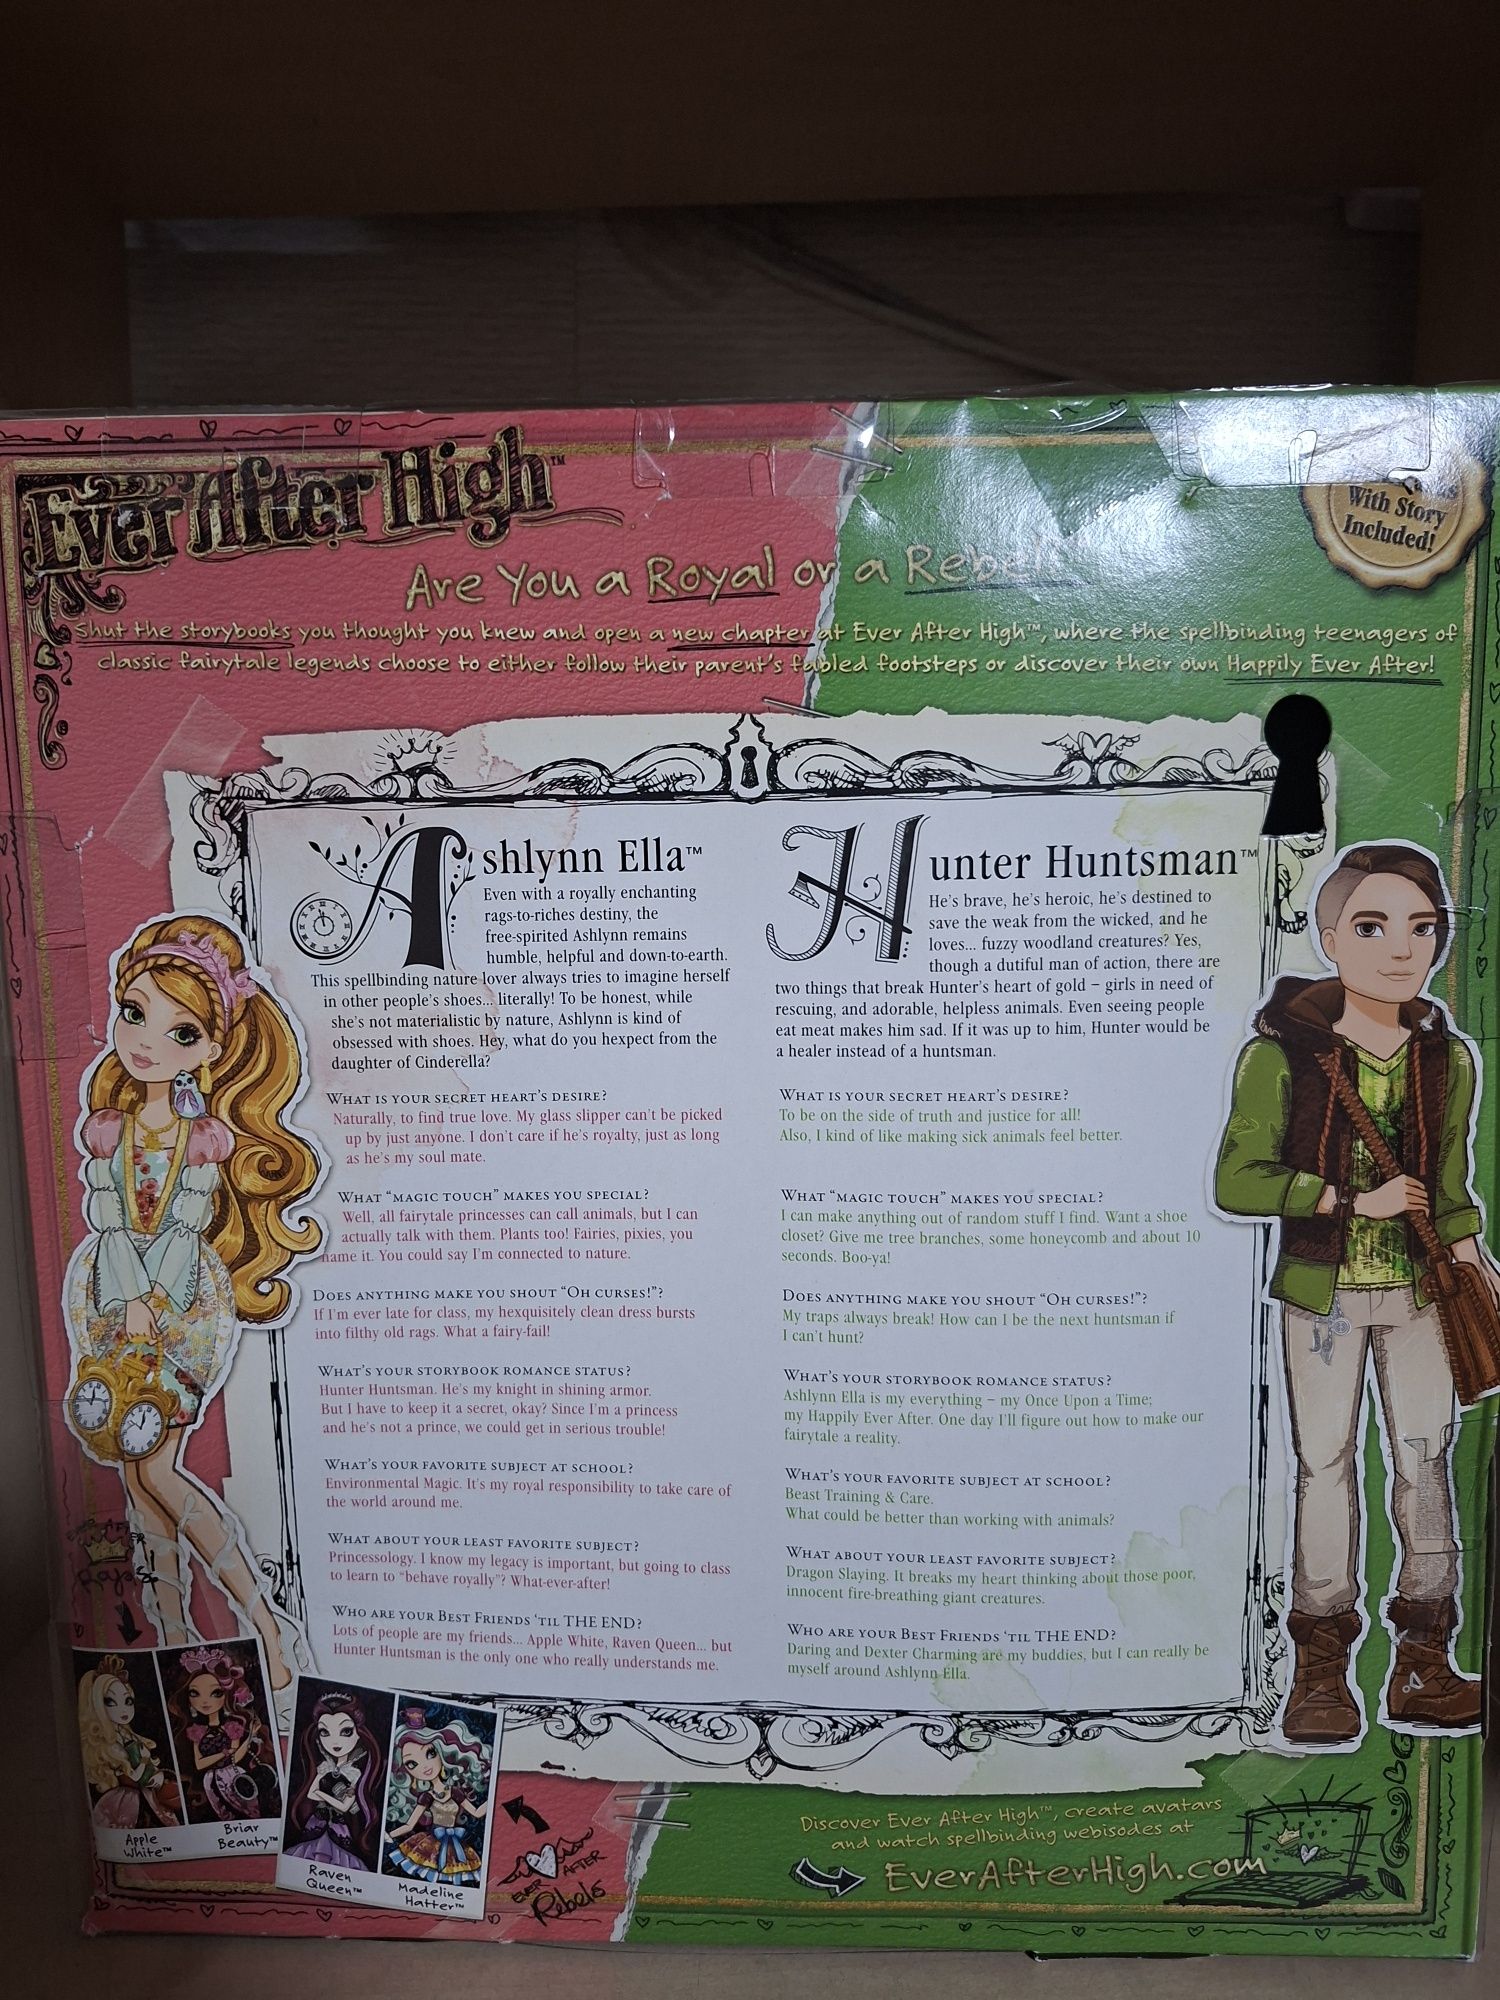 Ever After High™
With Story
Included!
Are You a Royal or a Rebel?
Shut the storybooks you thought you knew and open a new chapter at Ever After High™, where the spellbinding teenagers of
classic fairytale legends choose to either follow their parent's fabled footsteps or discover their own Happily Ever After!
Ashlynn Ella™
Even with a royally enchanting
rags-to-riches destiny, the
free-spirited Ashlynn remains
humble, helpful and down-to-earth.
This spellbinding nature lover always tries to imagine herself
in other people's shoes... literally! To be honest, while
she's not materialistic by nature, Ashlynn is kind of
obsessed with shoes. Hey, what do you hexpect from the
daughter of Cinderella?
What is your secret heart's desire?
Naturally, to find true love. My glass slipper can't be picked
up by just anyone. I don't care if he's royalty, just as long
as he's my soul mate.
What "magic touch" makes you special?
Well, all fairytale princesses can call animals, but I can
actually talk with them. Plants too! Fairies, pixies, you
name it. You could say I'm connected to nature.
Does anything make you shout "Oh curses!"?
If I'm ever late for class, my hexquisitely clean dress bursts
into filthy old rags. What a fairy-fail!
What's your storybook romance status?
Hunter Huntsman. He's my knight in shining armor.
But I have to keep it a secret, okay? Since I'm a princess
and he's not a prince, we could get in serious trouble!
What's your favorite subject at school?
Environmental Magic. It's my royal responsibility to take care of
the world around me.
What about your least favorite subject?
Princessology. I know my legacy is important, but going to class
to learn to "behave royally"? What-ever-after!
Who are your Best Friends 'til THE END?
Lots of people are my friends... Apple White, Raven Queen... but
Hunter Huntsman is the only one who really understands me.
Hunter Huntsman™
He's brave, he's heroic, he's destined to
save the weak from the wicked, and he
loves... fuzzy woodland creatures? Yes,
though a dutiful man of action, there are
two things that break Hunter's heart of gold – girls in need of
rescuing, and adorable, helpless animals. Even seeing people
eat meat makes him sad. If it was up to him, Hunter would be
a healer instead of a huntsman.
What is your secret heart's desire?
To be on the side of truth and justice for all!
Also, I kind of like making sick animals feel better.
What "magic touch" makes you special?
I can make anything out of random stuff I find. Want a shoe
closet? Give me tree branches, some honeycomb and about 10
seconds. Boo-ya!
Does anything make you shout "Oh curses!"?
My traps always break! How can I be the next huntsman if
I can't hunt?
What's your storybook romance status?
Ashlynn Ella is my everything – my Once Upon a Time;
my Happily Ever After. One day I'll figure out how to make our
fairytale a reality.
What's your favorite subject at school?
Beast Training & Care.
What could be better than working with animals?
What about your least favorite subject?
Dragon Slaying. It breaks my heart thinking about those poor,
innocent fire-breathing giant creatures.
Who are your Best Friends 'til THE END?
Daring and Dexter Charming are my buddies, but I can really be
myself around Ashlynn Ella.
Apple
White™
Briar
Beauty™
Raven
Queen™
Madeline
Hatter™
EVER AFTER
Rebels
Discover Ever After High™, create avatars
and watch spellbinding webisodes at
EverAfterHigh.com